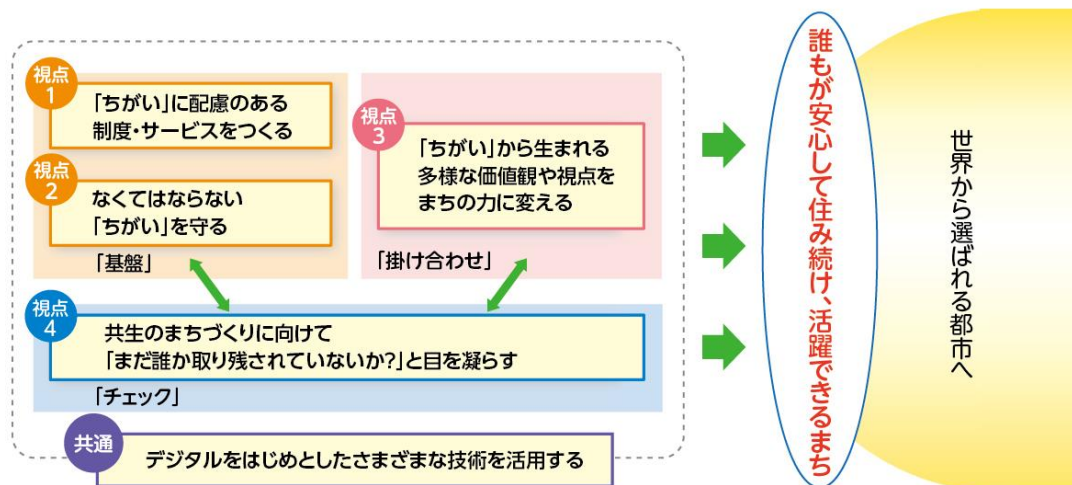 視点
1
「ちがい」に配慮のある
制度・サービスをつくる
視点
2
なくてはならない
「ちがい」を守る
「基盤」
視点
3
「ちがい」から生まれる
多様な価値観や視点を
まちの力に変える
「掛け合わせ」
視点
4
共生のまちづくりに向けて
「まだ誰か取り残されていないか?」と目を凝らす
「チェック」
共通
デジタルをはじめとしたさまざまな技術を活用する
誰もが安心して住み続け、活躍できるまち
世界から選ばれる都市へ